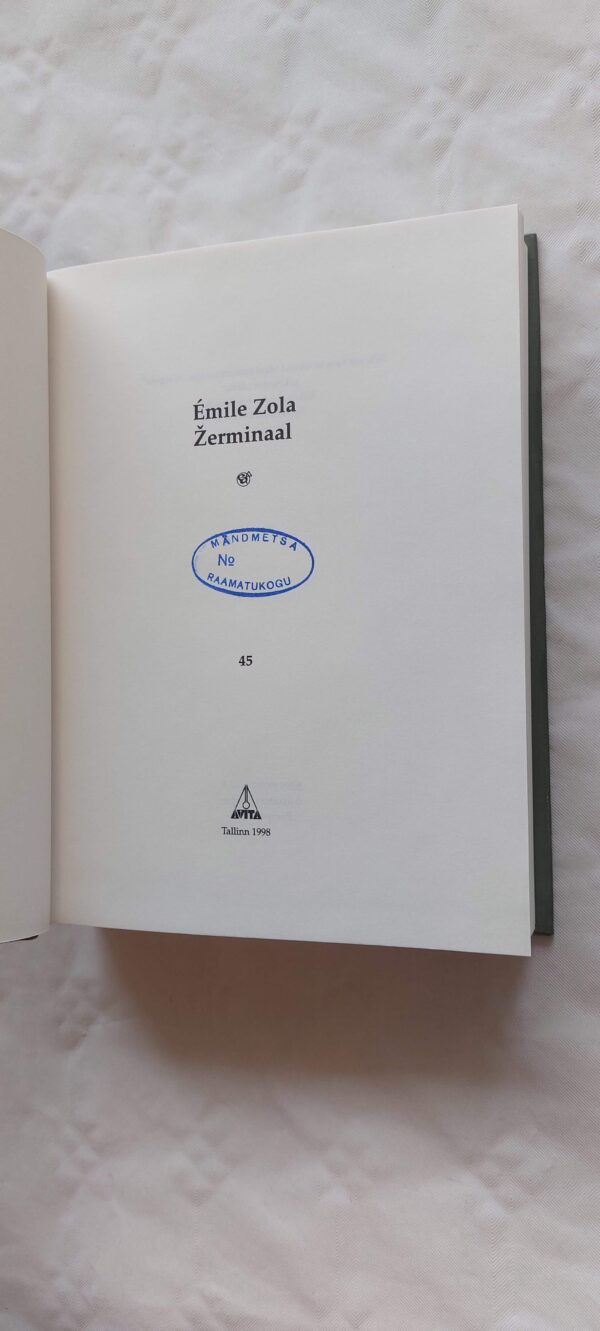 Émile Zola
Žerminaal
MÄNDMETSA
No
RAAMATUKOGU
45
AVITA
Tallinn 1998